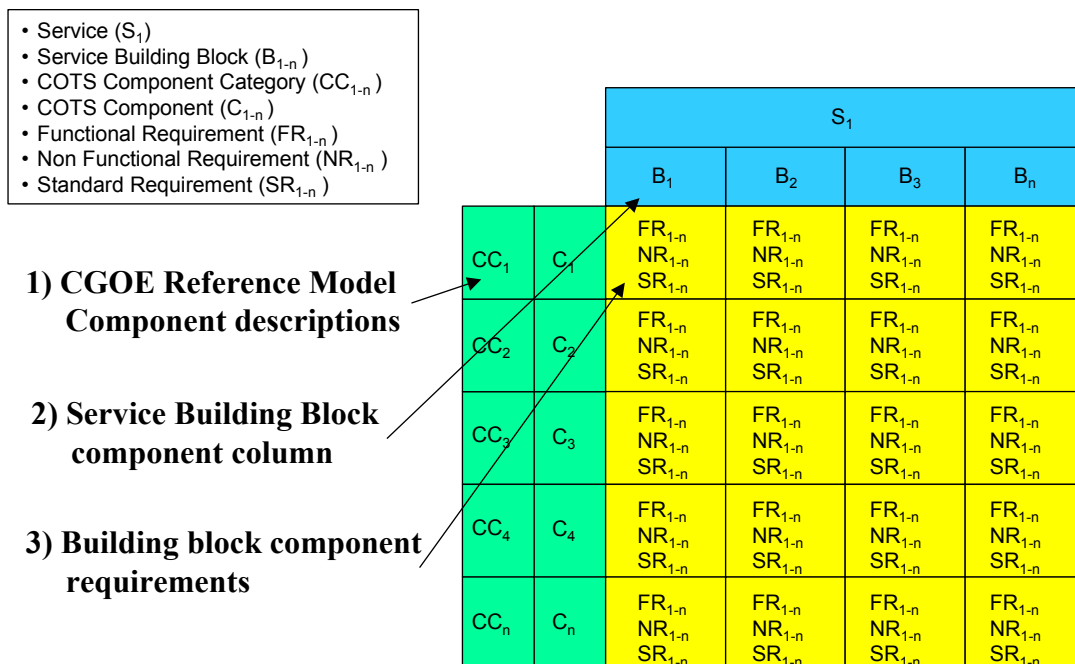 • Service (S1)
• Service Building Block (B1-n)
• COTS Component Category (CC1-n)
• COTS Component (C1-n)
• Functional Requirement (FR1-n)
• Non Functional Requirement (NR1-n)
• Standard Requirement (SR1-n)
S1
B1 B2 B3 Bn
1) CGOE Reference Model
Component descriptions
2) Service Building Block
component column
3) Building block component
requirements
CC1 C1
FR1-n FR1-n FR1-n FR1-n
NR1-n NR1-n NR1-n NR1-n
SR1-n SR1-n SR1-n SR1-n
CC2 C2
FR1-n FR1-n FR1-n FR1-n
NR1-n NR1-n NR1-n NR1-n
SR1-n SR1-n SR1-n SR1-n
CC3 C3
FR1-n FR1-n FR1-n FR1-n
NR1-n NR1-n NR1-n NR1-n
SR1-n SR1-n SR1-n SR1-n
CC4 C4
FR1-n FR1-n FR1-n FR1-n
NR1-n NR1-n NR1-n NR1-n
SR1-n SR1-n SR1-n SR1-n
CCn Cn
FR1-n FR1-n FR1-n FR1-n
NR1-n NR1-n NR1-n NR1-n
SR1-n SR1-n SR1-n SR1-n